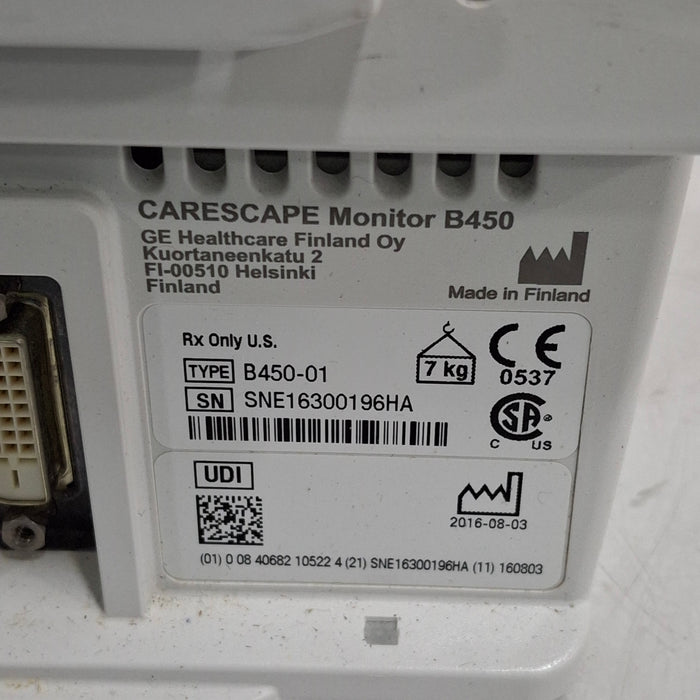 CARESCAPE Monitor B450
GE Healthcare Finland Oy
Kuortaneenkatu 2
FI-00510 Helsinki
Finland
Made in Finland
Rx Only U.S.
TYPE B450-01
SN SNE16300196HA
7 kg
CE
0537
SA
C US
UDI
2016-08-03
(01) 0 08 40682 10522 4 (21) SNE16300196HA (11) 160803